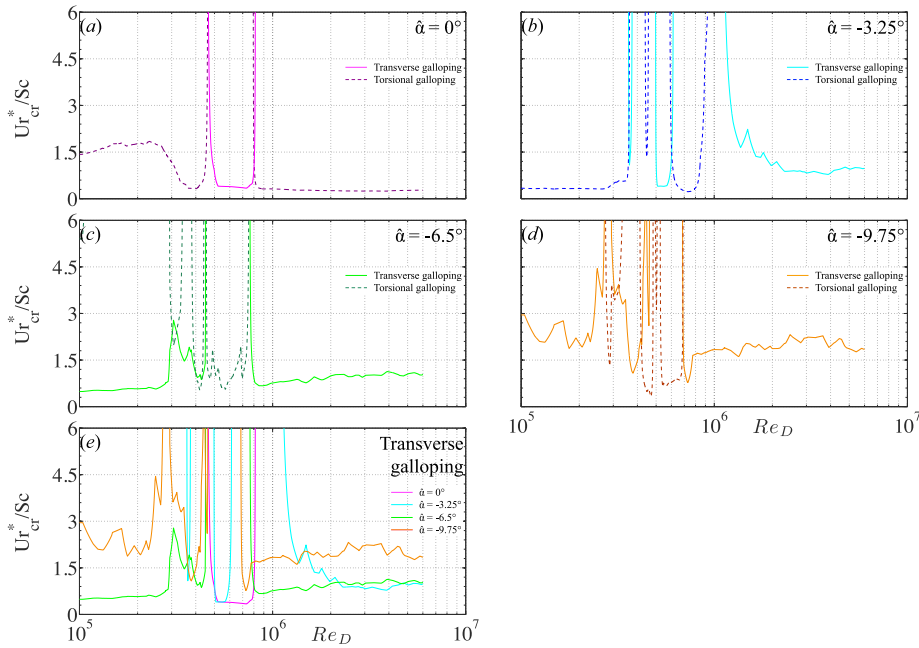 (a)
α̂ = 0°
6
4.5
3
1.5
0
Ur*cr/Sc
Transverse galloping
Torsional galloping
(b)
α̂ = -3.25°
Transverse galloping
Torsional galloping
(c)
α̂ = -6.5°
6
4.5
3
1.5
0
Ur*cr/Sc
Transverse galloping
Torsional galloping
(d)
α̂ = -9.75°
Transverse galloping
Torsional galloping
10^5
Re_D
10^6
10^7
(e)
Transverse
galloping
6
4.5
3
1.5
0
Ur*cr/Sc
α̂ = 0°
α̂ = -3.25°
α̂ = -6.5°
α̂ = -9.75°
10^5
10^6
Re_D
10^7